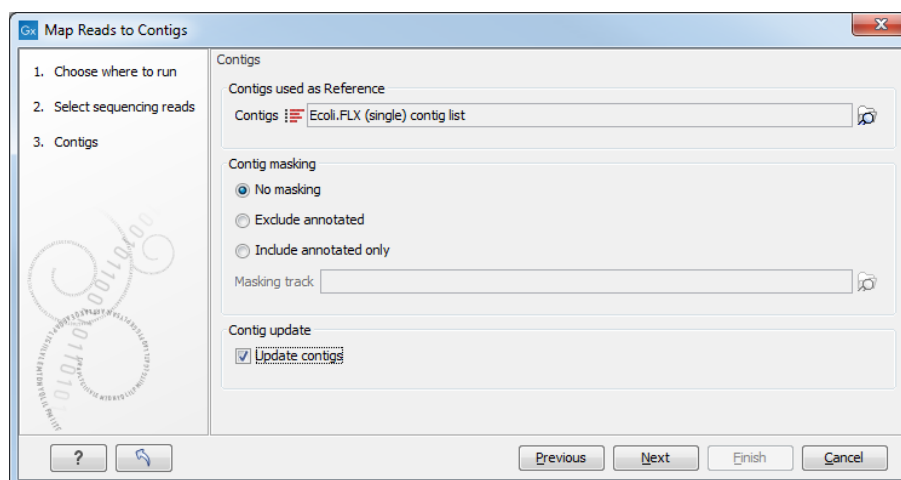 Gx Map Reads to Contigs
1. Choose where to run
2. Select sequencing reads
3. Contigs
Contigs
Contigs used as Reference
Contigs Ecoli.FLX (single) contig list
Contig masking
No masking
Exclude annotated
Include annotated only
Masking track
Contig update
Update contigs
? Previous Next Finish Cancel